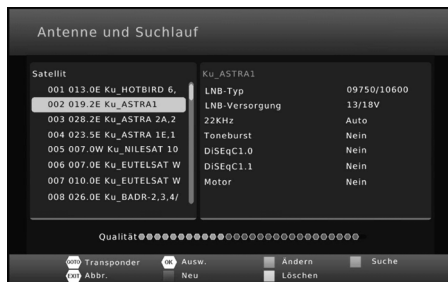 Antenne und Suchlauf
Satellit
001 013.0E Ku_HOTBIRD 6,
002 019.2E Ku_ASTRA1
003 028.2E Ku_ASTRA 2A,2
004 023.5E Ku_ASTRA 1E,1
005 007.0W Ku_NILESAT 10
006 007.0E Ku_EUTELSAT W
007 010.0E Ku_EUTELSAT W
008 026.0E Ku_BADR-2,3,4/
Ku_ASTRA1
LNB-Typ 09750/10600
LNB-Versorgung 13/18V
22KHz Auto
Toneburst Nein
DiSEqC1.0 Nein
DiSEqC1.1 Nein
Motor Nein
Qualität
GOTO Transponder OK Ausw. Ändern Suche
EXIT Abbr. Neu Löschen